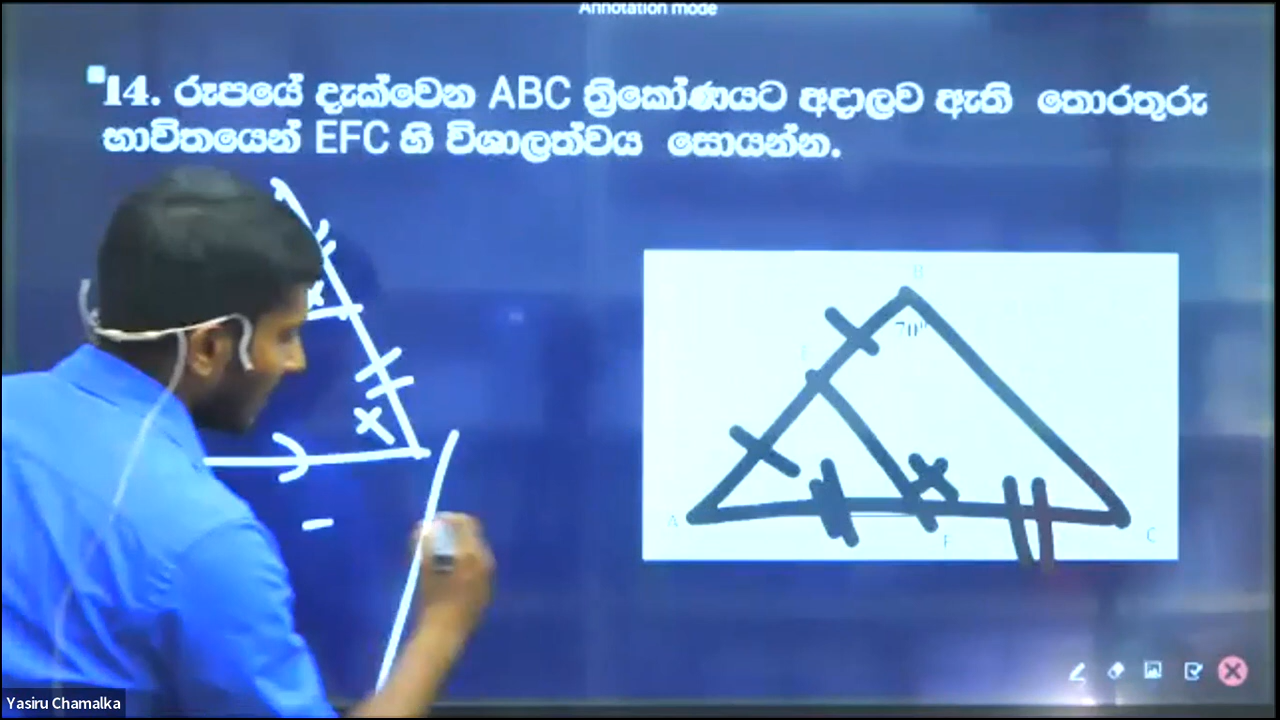 Annotation mode
14. රූපයේ දැක්වෙන ABC ත්‍රිකෝණයට අදාලව ඇති තොරතුරු
භාවිතයෙන් EFC හි විශාලත්වය සොයන්න.
B
70°
E
A
F
C
Yasiru Chamalka